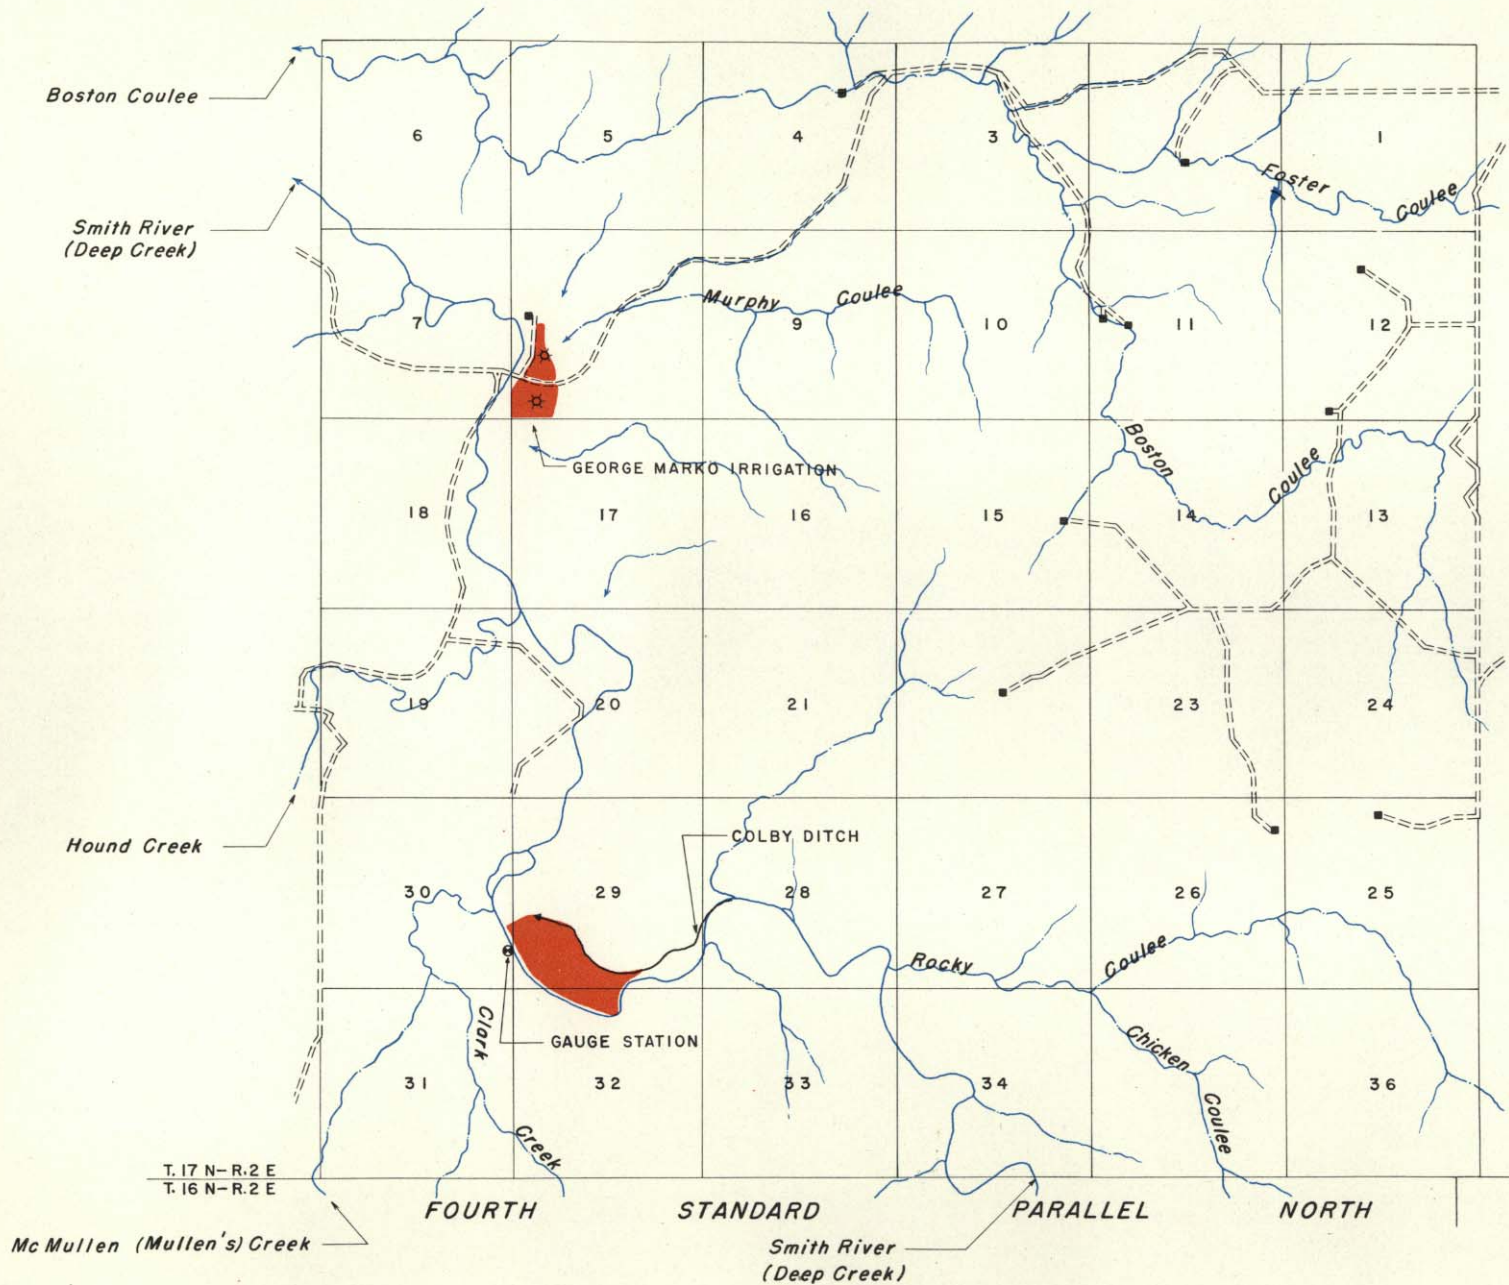 Boston Coulee
6
5
4
3
1
Foster
Coulee
Smith River
(Deep Creek)
7
Murphy
Coulee
9
10
11
12
Boston
Coulee
GEORGE MARKO IRRIGATION
18
17
16
15
14
13
19
20
21
23
24
Hound Creek
COLBY DITCH
30
29
28
27
26
25
Rocky
Coulee
Clark
Creek
GAUGE STATION
Chicken
Coulee
31
32
33
34
36
T. 17 N-R. 2 E
T. 16 N-R. 2 E
FOURTH STANDARD PARALLEL NORTH
Mc Mullen (Mullen's) Creek
Smith River
(Deep Creek)